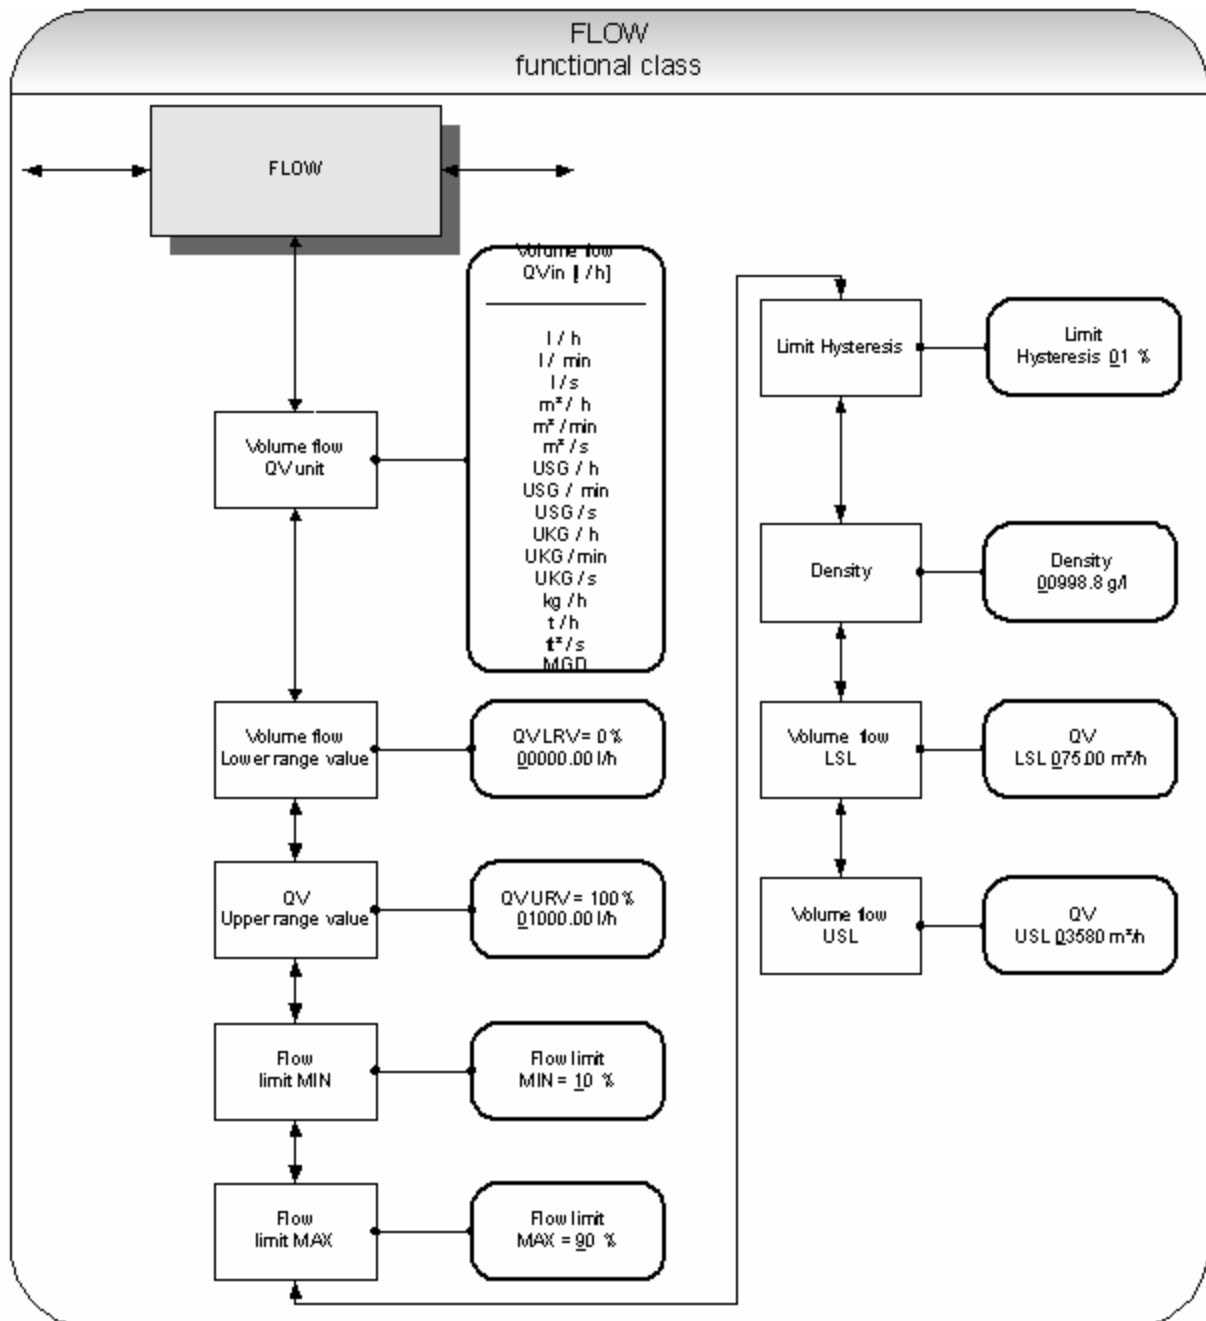 FLOW
functional class
FLOW
Volume flow
QV in [l / h]
l / h
l / min
l / s
m³ / h
m³ / min
m³ / s
USG / h
USG / min
USG / s
UKG / h
UKG / min
UKG / s
kg / h
t / h
t³ / s
MGD
Volume flow
QV unit
Volume flow
Lower range value
QV LRV = 0 %
00000.00 l/h
QV
Upper range value
QV URV = 100 %
01000.00 l/h
Flow
limit MIN
Flow limit
MIN = 10 %
Flow
limit MAX
Flow limit
MAX = 90 %
Limit Hysteresis
Limit
Hysteresis 01 %
Density
Density
00998.8 g/l
Volume flow
LSL
QV
LSL 075.00 m³/h
Volume flow
USL
QV
USL 03580 m³/h